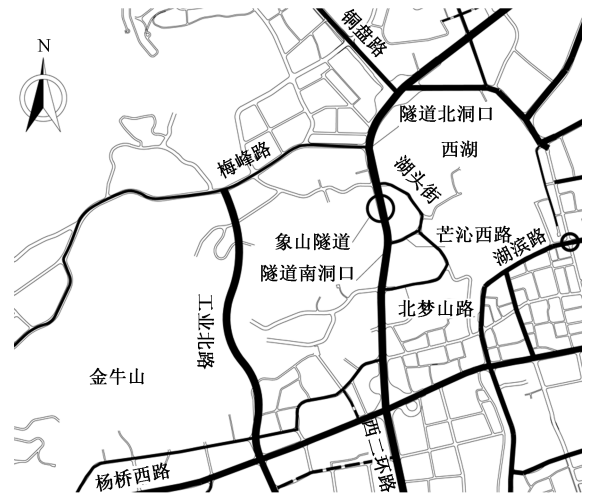 铜盘路
N
隧道北洞口
西湖
梅峰路
湖头街
芒沁西路
湖滨路
象山隧道
隧道南洞口
北梦山路
工业北路
金牛山
杨桥西路
西二环路